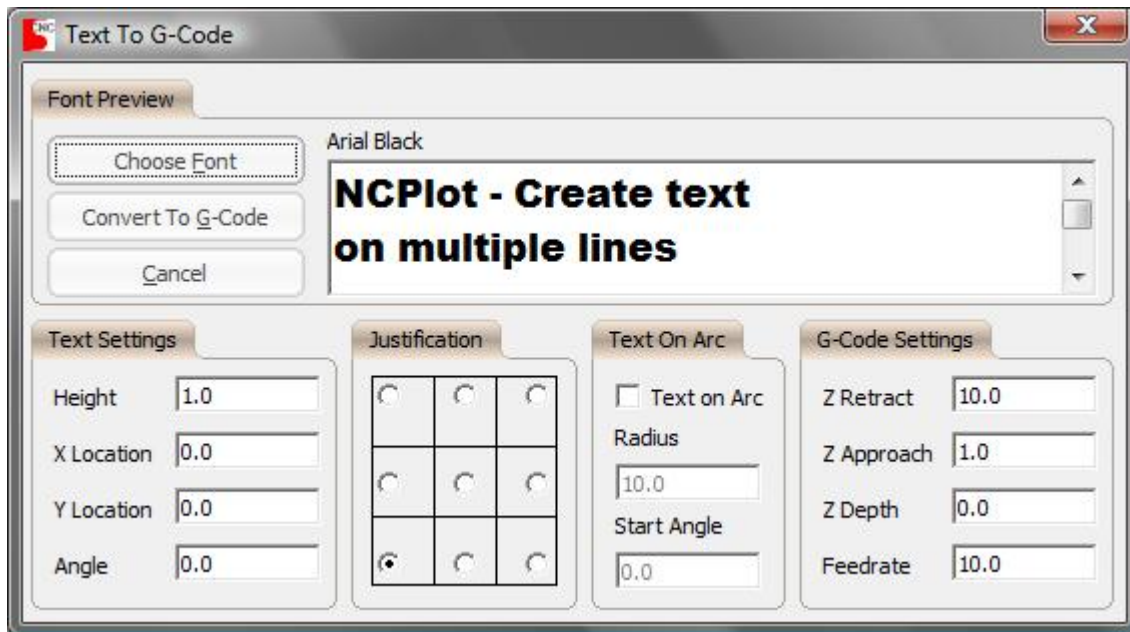 CNC
Text To G-Code
Font Preview
Choose Font
Convert To G-Code
Cancel
Arial Black
NCPlot - Create text
on multiple lines
Text Settings
Height 1.0
X Location 0.0
Y Location 0.0
Angle 0.0
Justification
Text On Arc
Text on Arc
Radius
10.0
Start Angle
0.0
G-Code Settings
Z Retract 10.0
Z Approach 1.0
Z Depth 0.0
Feedrate 10.0